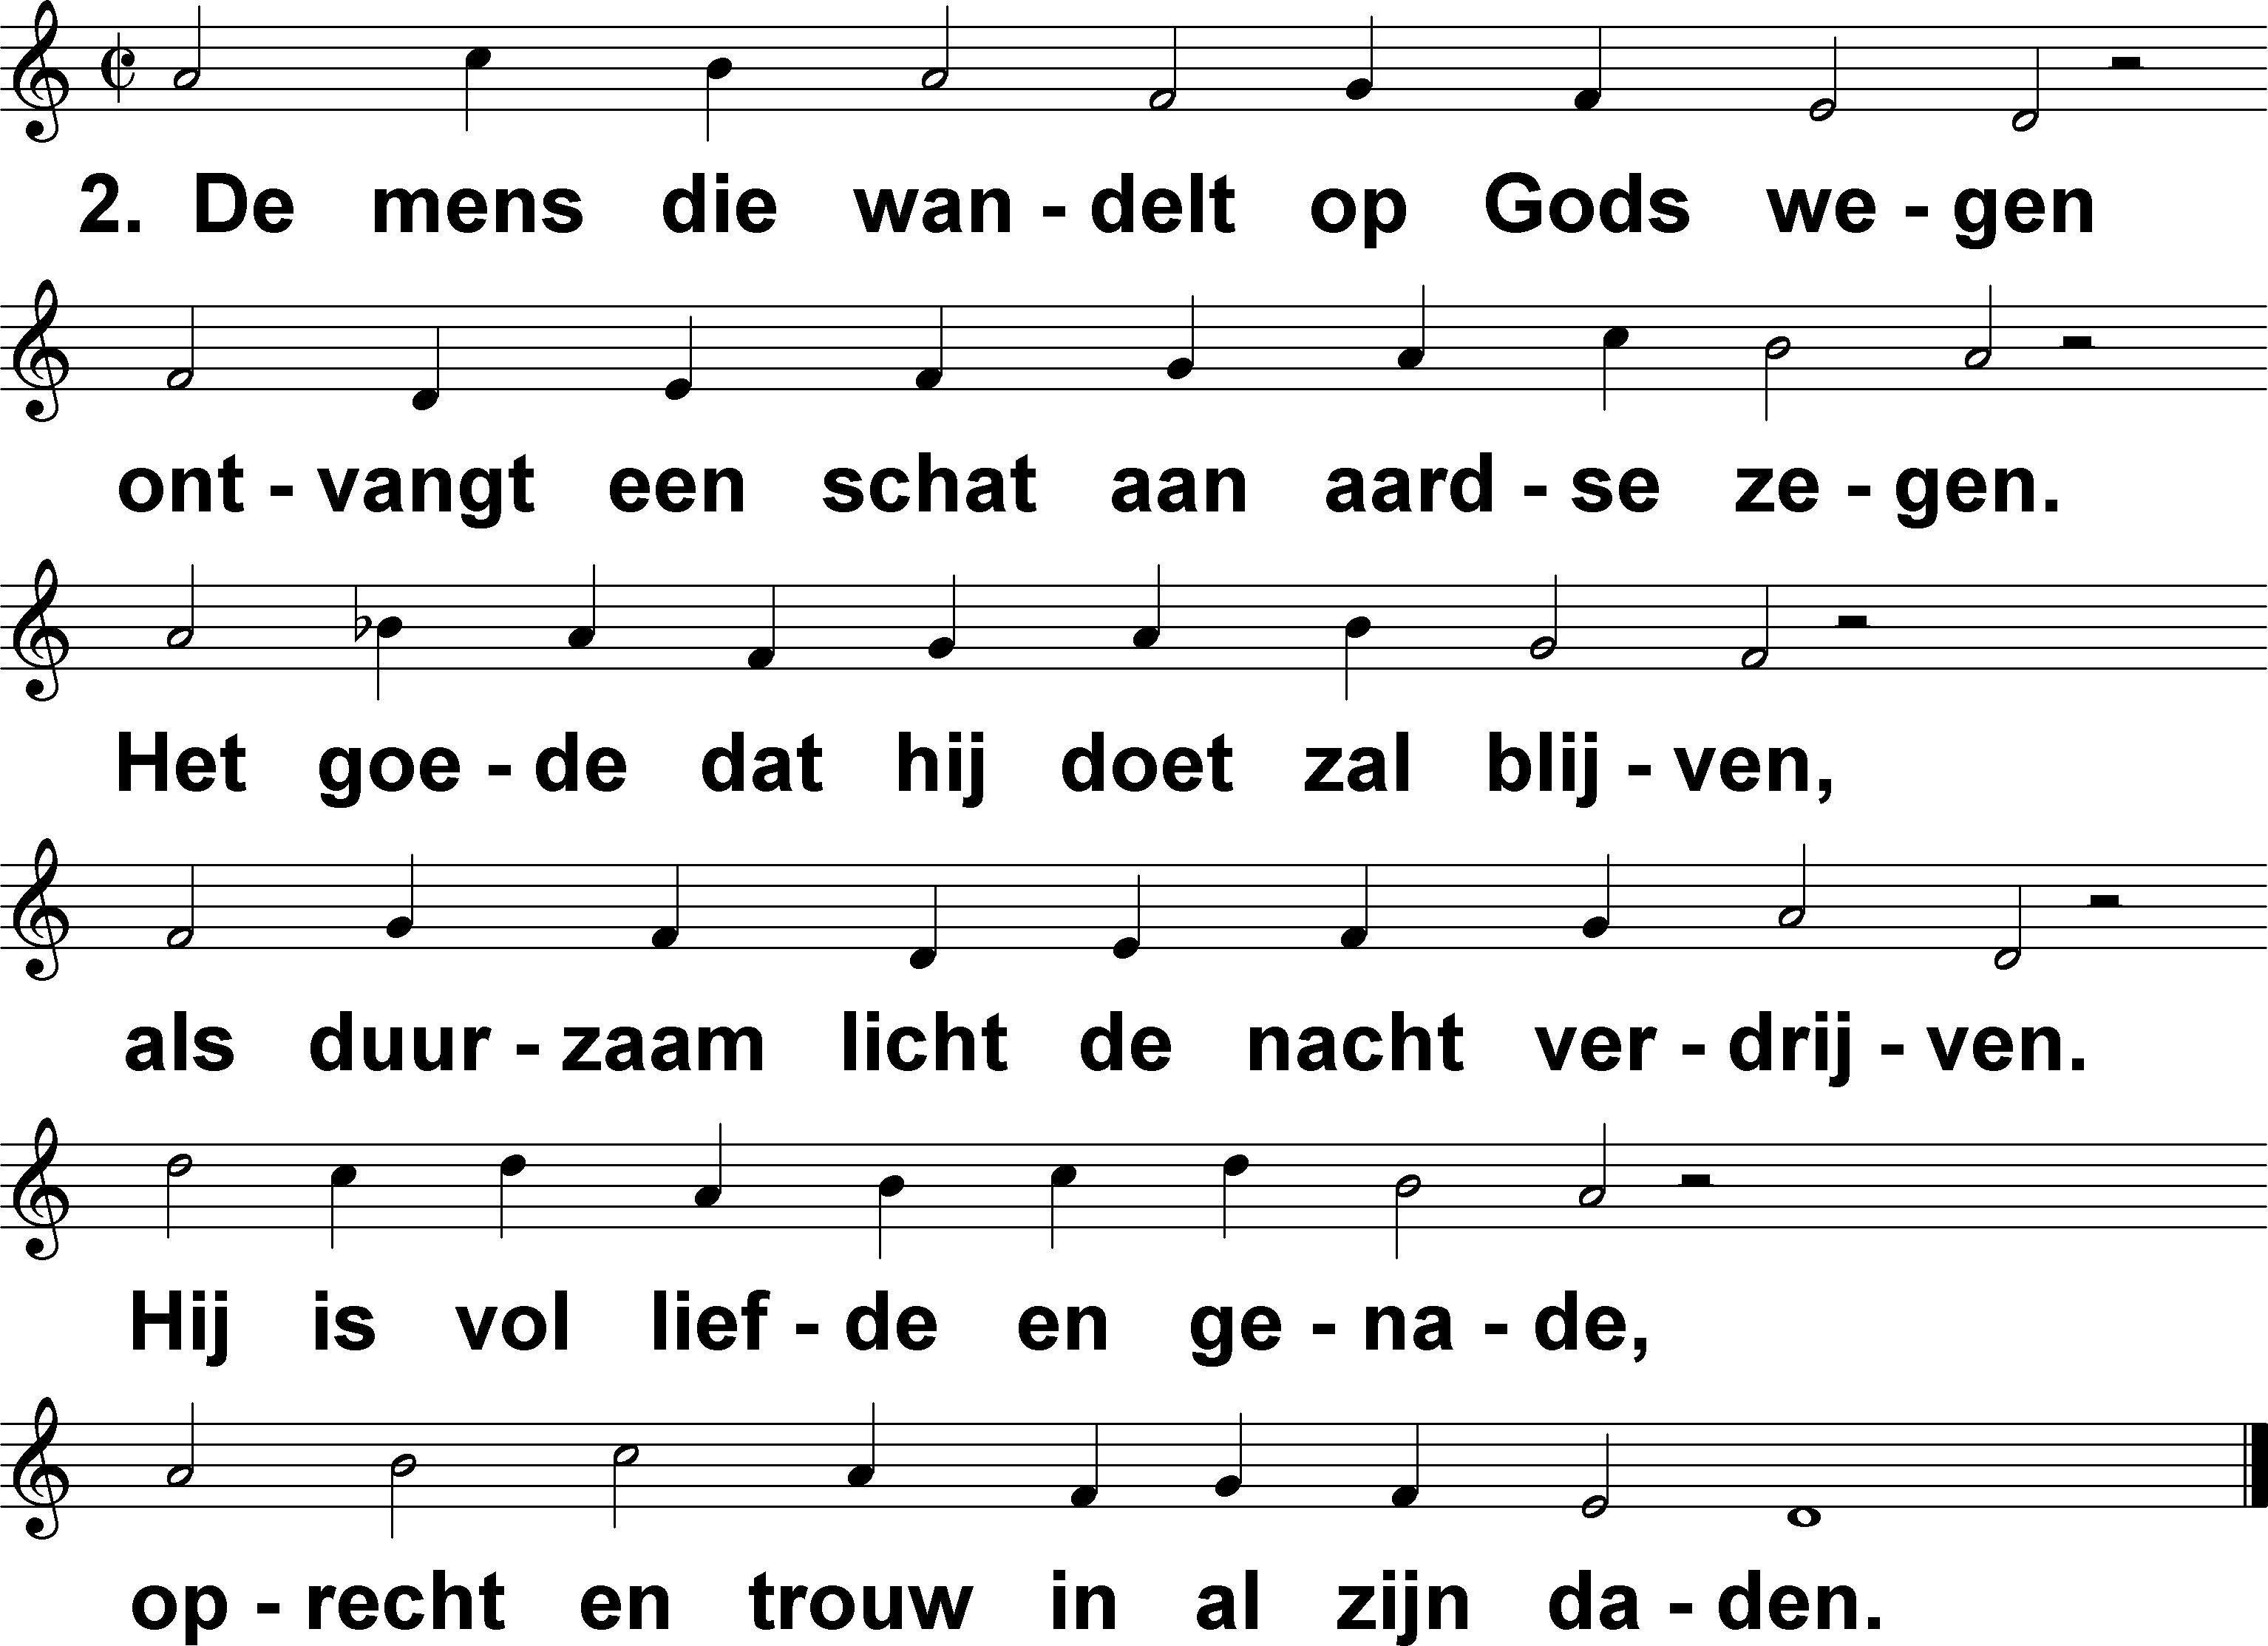 2. De mens die wan - delt op Gods we - gen
ont - vangt een schat aan aard - se ze - gen.
Het goe - de dat hij doet zal blij - ven,
als duur - zaam licht de nacht ver - drij - ven.
Hij is vol lief - de en ge - na - de,
op - recht en trouw in al zijn da - den.